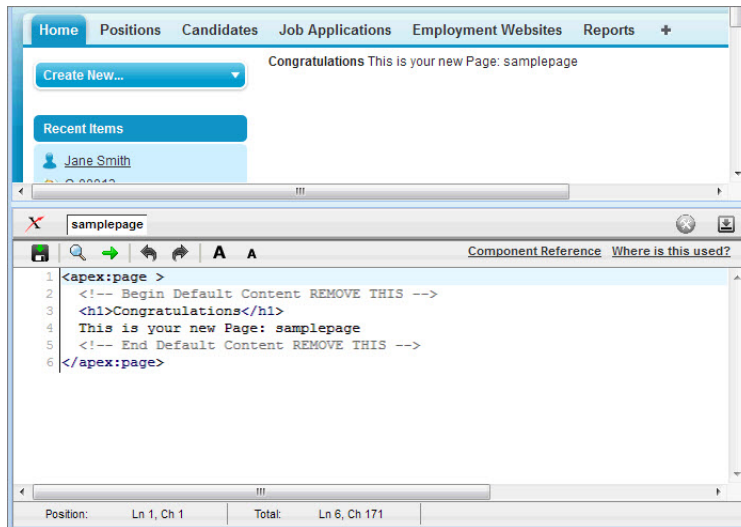 Home Positions Candidates Job Applications Employment Websites Reports +
Create New...
Congratulations This is your new Page: samplepage
Recent Items
Jane Smith
samplepage
A A Component Reference Where is this used?
1 <apex:page >
2 <!-- Begin Default Content REMOVE THIS -->
3 <h1>Congratulations</h1>
4 This is your new Page: samplepage
5 <!-- End Default Content REMOVE THIS -->
6 </apex:page>
Position: Ln 1, Ch 1 Total: Ln 6, Ch 171